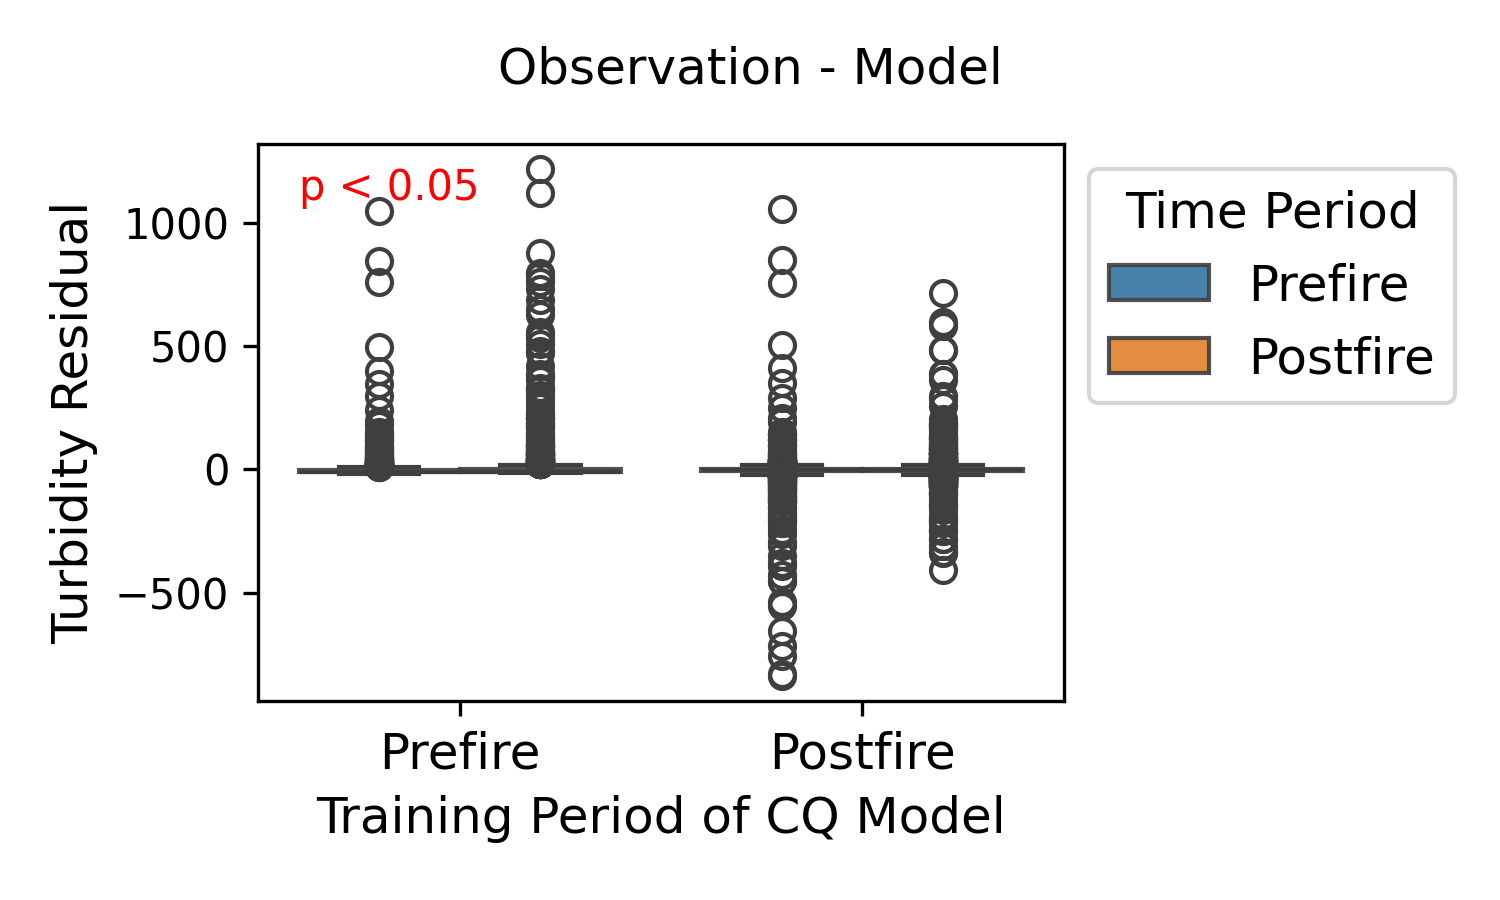 Observation - Model
p < 0.05
Turbidity Residual
1000
500
0
−500
Prefire
Postfire
Training Period of CQ Model
Time Period
Prefire
Postfire